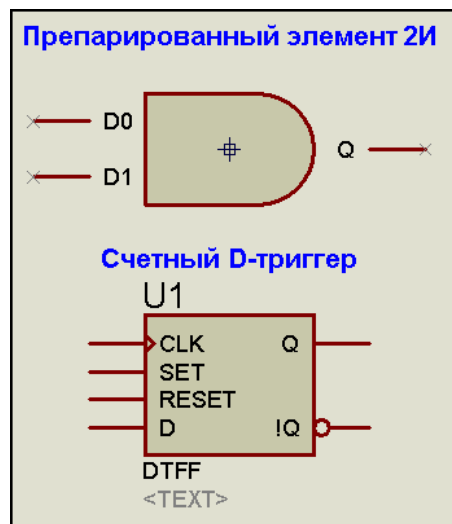 Препарированный элемент 2И
D0
Q
D1
Счетный D-триггер
U1
CLK Q
SET
RESET
D !Q
DTFF
<TEXT>